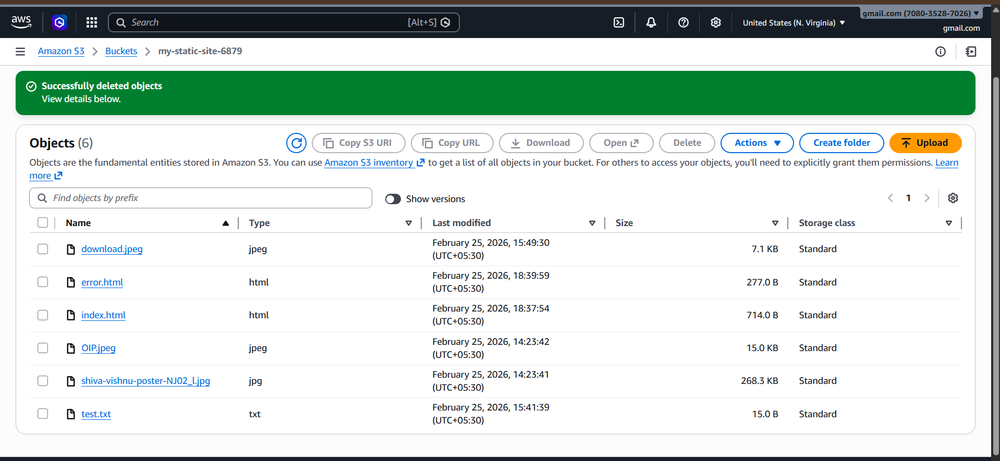 aws
Search [Alt+S]
United States (N. Virginia)
gmail.com (7080-3528-7026)
gmail.com
Amazon S3 > Buckets > my-static-site-6879
Successfully deleted objects
View details below.
Objects (6)
Copy S3 URI
Copy URL
Download
Open
Delete
Actions
Create folder
Upload
Objects are the fundamental entities stored in Amazon S3. You can use Amazon S3 inventory to get a list of all objects in your bucket. For others to access your objects, you'll need to explicitly grant them permissions. Learn
more
Find objects by prefix
Show versions
1
Name Type Last modified Size Storage class
download.jpeg jpeg February 25, 2026, 15:49:30 (UTC+05:30) 7.1 KB Standard
error.html html February 25, 2026, 18:39:59 (UTC+05:30) 277.0 B Standard
index.html html February 25, 2026, 18:37:54 (UTC+05:30) 714.0 B Standard
OIP.jpeg jpeg February 25, 2026, 14:23:42 (UTC+05:30) 15.0 KB Standard
shiva-vishnu-poster-NJ02_l.jpg jpg February 25, 2026, 14:23:41 (UTC+05:30) 268.3 KB Standard
test.txt txt February 25, 2026, 15:41:39 (UTC+05:30) 15.0 B Standard